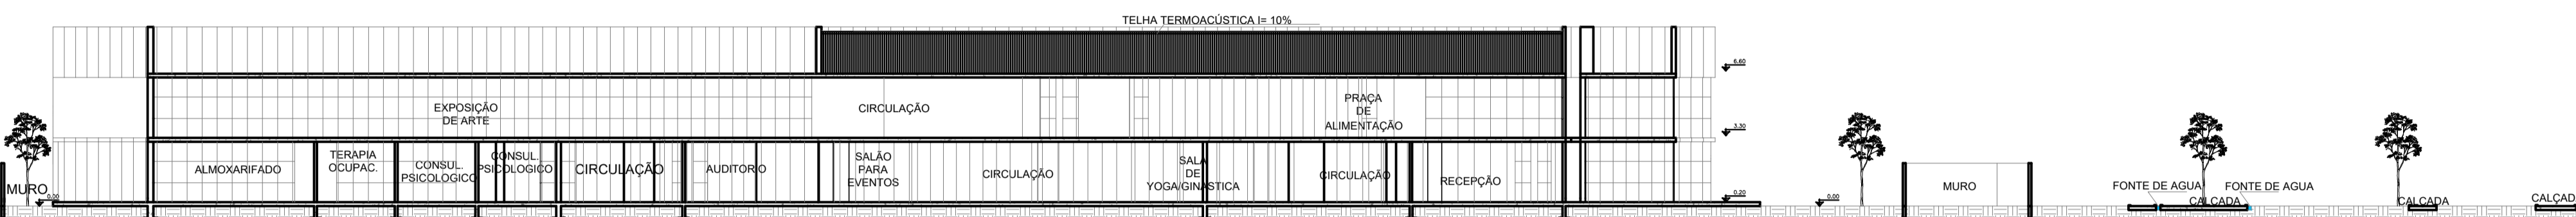 TELHA TERMOACÚSTICA I= 10%
6.60
EXPOSIÇÃO
DE ARTE
CIRCULAÇÃO
PRAÇA
DE
ALIMENTAÇÃO
3.30
MURO
0.00
ALMOXARIFADO
TERAPIA
OCUPAC.
CONSUL.
PSICOLOGICO
CONSUL.
PSICOLOGICO
CIRCULAÇÃO
AUDITORIO
SALÃO
PARA
EVENTOS
CIRCULAÇÃO
SALA
DE
YOGA/GINASTICA
CIRCULAÇÃO
RECEPÇÃO
0.20
0.00
MURO
FONTE DE AGUA
FONTE DE AGUA
CALÇADA
CALÇADA
CALÇAD